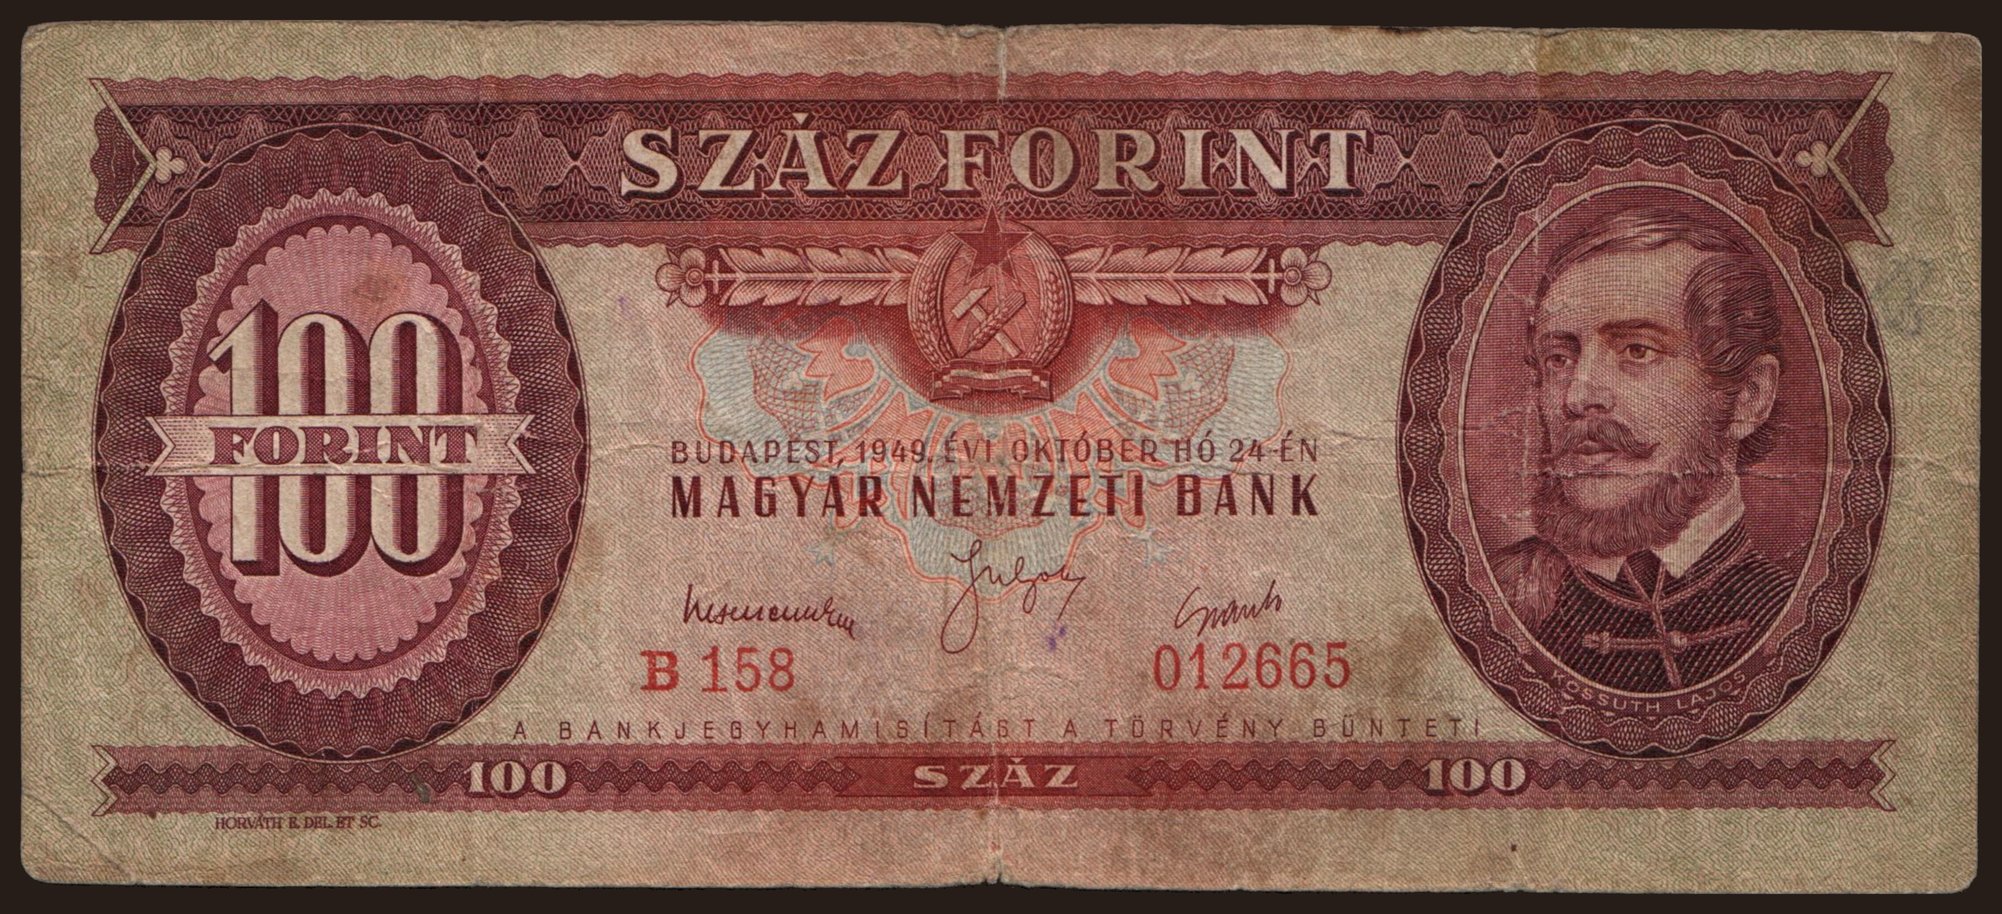 SZÁZ FORINT
100
FORINT
BUDAPEST, 1949. ÉVI OKTÓBER HÓ 24-ÉN
MAGYAR NEMZETI BANK
B 158
012665
KOSSUTH LAJOS
A BANKJEGYHAMISÍTÁST A TÖRVÉNY BÜNTETI
100 SZÁZ 100
HORVÁTH E. DEL. ET SC.